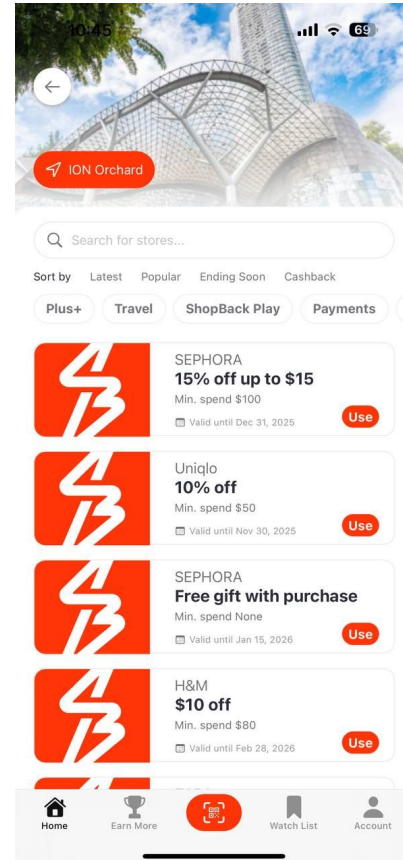 10:45
69
ION Orchard
Search for stores...
Sort by Latest Popular Ending Soon Cashback
Plus+ Travel ShopBack Play Payments
SEPHORA
15% off up to $15
Min. spend $100
Valid until Dec 31, 2025
Use
Uniqlo
10% off
Min. spend $50
Valid until Nov 30, 2025
Use
SEPHORA
Free gift with purchase
Min. spend None
Valid until Jan 15, 2026
Use
H&M
$10 off
Min. spend $80
Valid until Feb 28, 2026
Use
Home Earn More Watch List Account